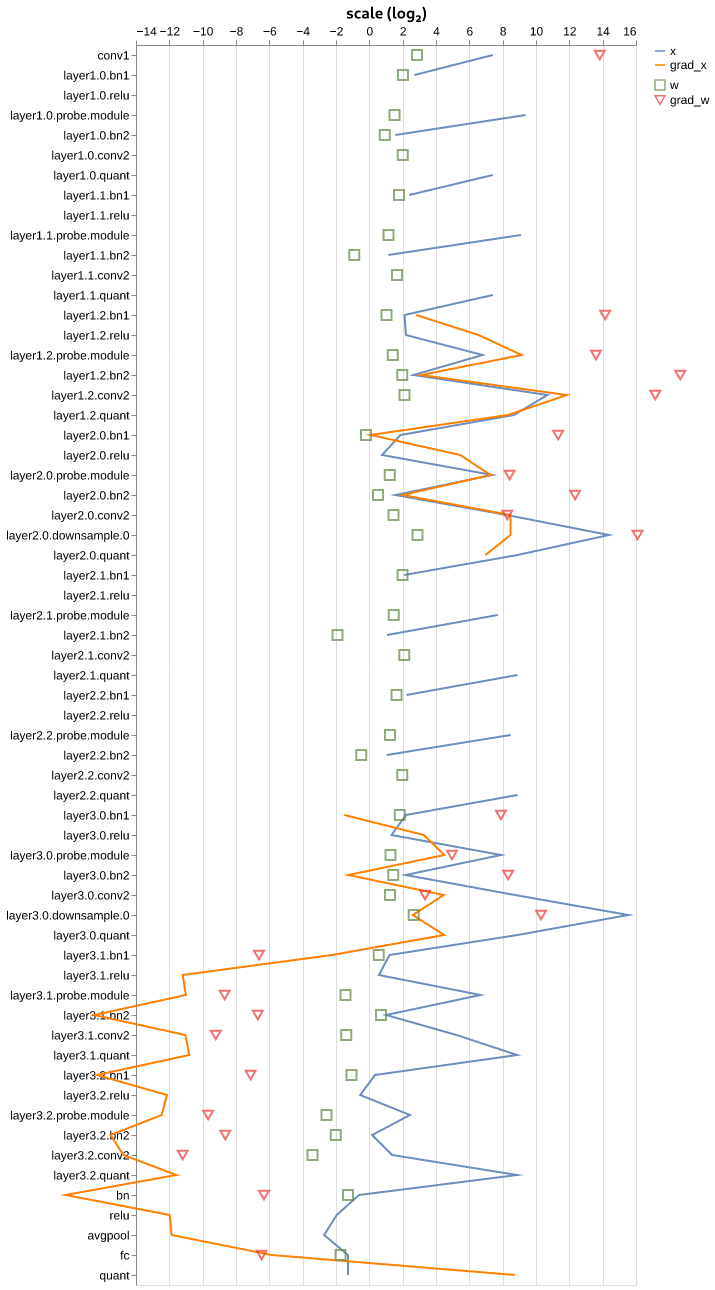 scale (log₂)
−14 −12 −10 −8 −6 −4 −2 0 2 4 6 8 10 12 14 16
x
grad_x
w
grad_w
conv1
layer1.0.bn1
layer1.0.relu
layer1.0.probe.module
layer1.0.bn2
layer1.0.conv2
layer1.0.quant
layer1.1.bn1
layer1.1.relu
layer1.1.probe.module
layer1.1.bn2
layer1.1.conv2
layer1.1.quant
layer1.2.bn1
layer1.2.relu
layer1.2.probe.module
layer1.2.bn2
layer1.2.conv2
layer1.2.quant
layer2.0.bn1
layer2.0.relu
layer2.0.probe.module
layer2.0.bn2
layer2.0.conv2
layer2.0.downsample.0
layer2.0.quant
layer2.1.bn1
layer2.1.relu
layer2.1.probe.module
layer2.1.bn2
layer2.1.conv2
layer2.1.quant
layer2.2.bn1
layer2.2.relu
layer2.2.probe.module
layer2.2.bn2
layer2.2.conv2
layer2.2.quant
layer3.0.bn1
layer3.0.relu
layer3.0.probe.module
layer3.0.bn2
layer3.0.conv2
layer3.0.downsample.0
layer3.0.quant
layer3.1.bn1
layer3.1.relu
layer3.1.probe.module
layer3.1.bn2
layer3.1.conv2
layer3.1.quant
layer3.2.bn1
layer3.2.relu
layer3.2.probe.module
layer3.2.bn2
layer3.2.conv2
layer3.2.quant
bn
relu
avgpool
fc
quant